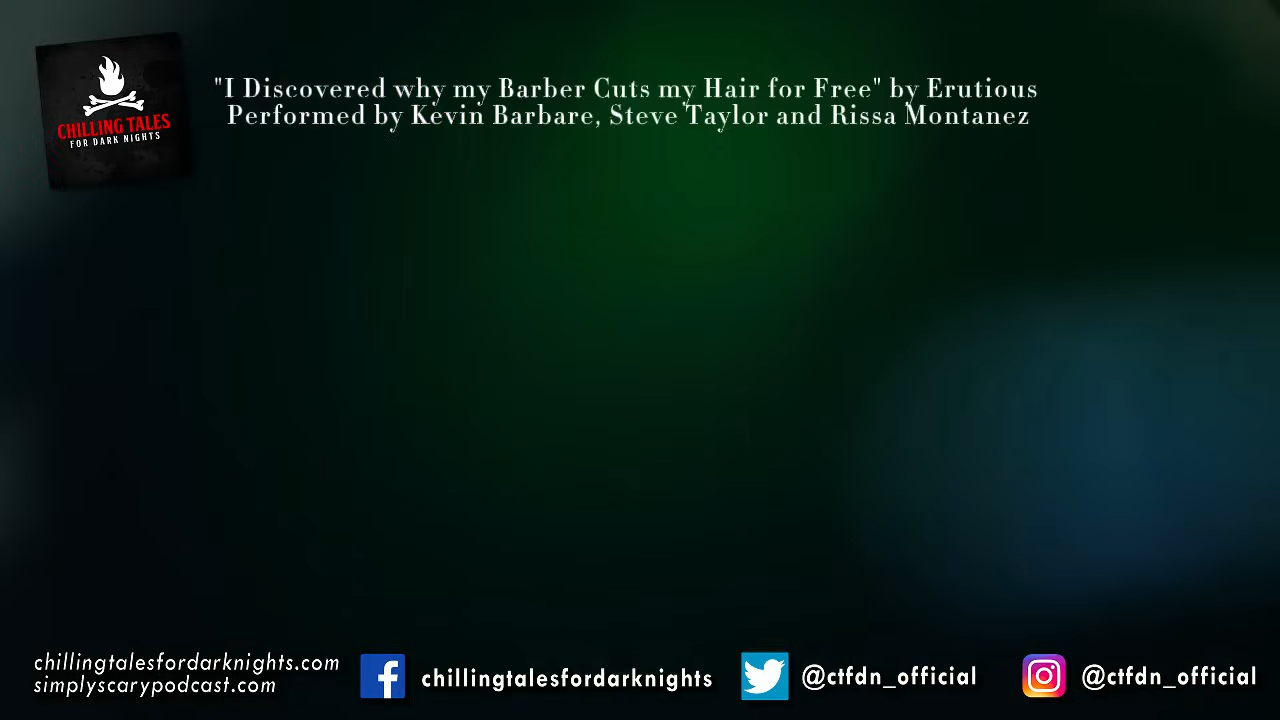 "I Discovered why my Barber Cuts my Hair for Free" by Erutious
Performed by Kevin Barbare, Steve Taylor and Rissa Montanez
CHILLING TALES
FOR DARK NIGHTS
chillingtalesfordarknights.com
simplyscarypodcast.com
chillingtalesfordarknights
@ctfdn_official
@ctfdn_official